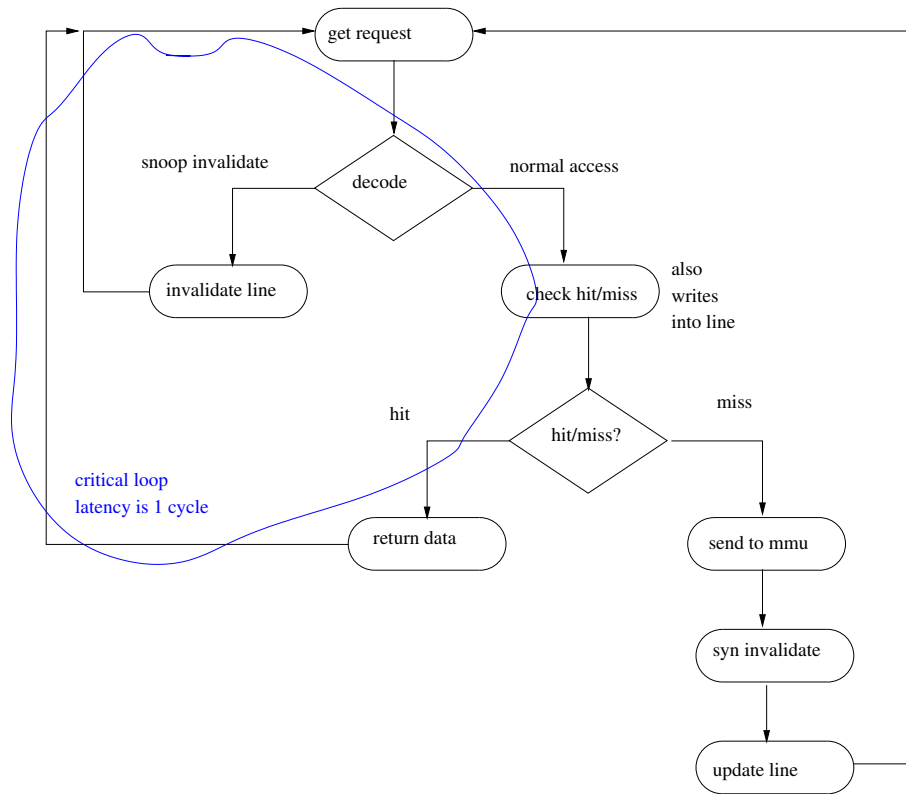 get request
snoop invalidate
decode
normal access
invalidate line
check hit/miss
also
writes
into line
hit
miss
hit/miss?
critical loop
latency is 1 cycle
return data
send to mmu
syn invalidate
update line